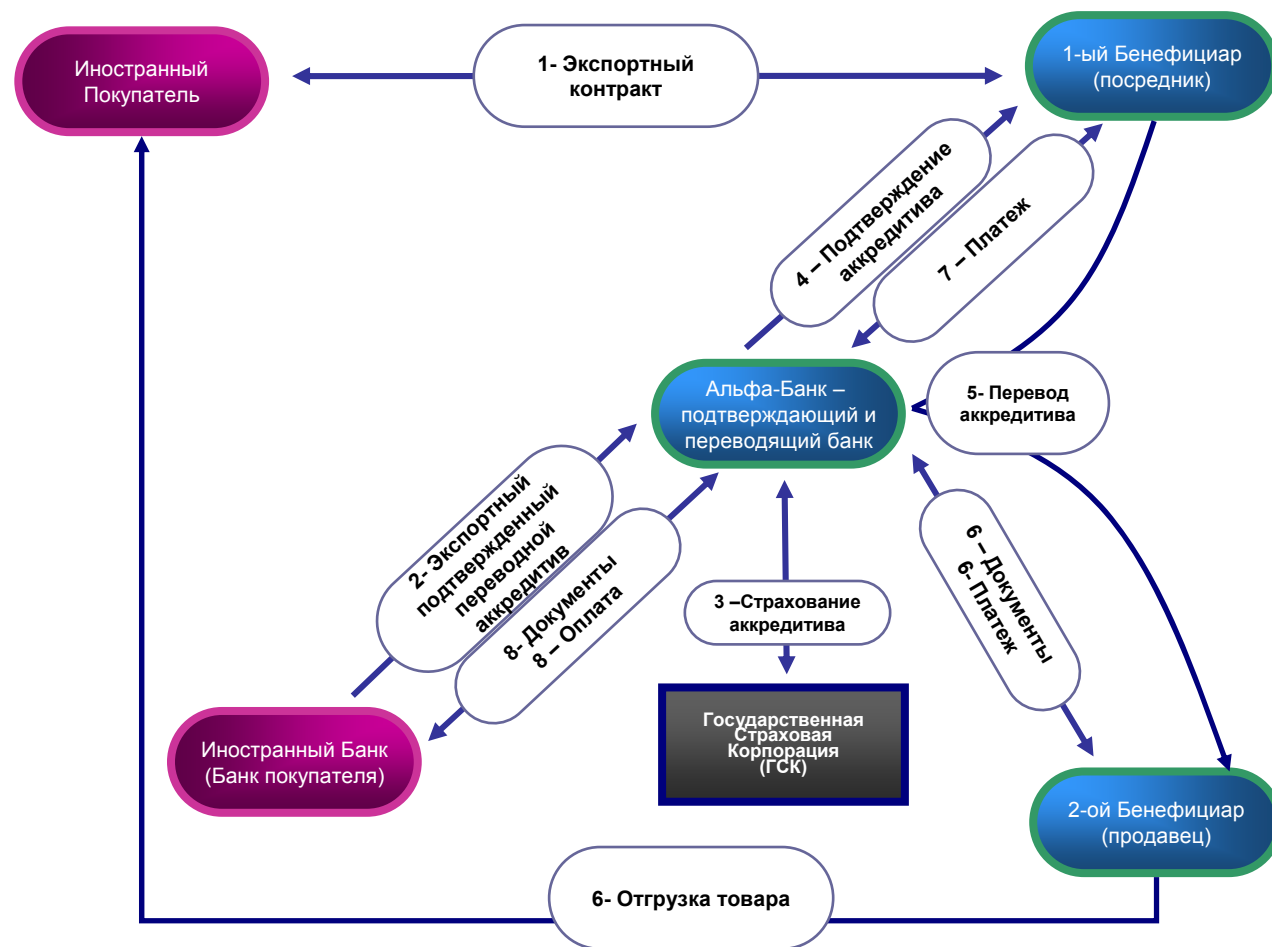 Иностранный
Покупатель
1- Экспортный
контракт
1-ый Бенефициар
(посредник)
4 – Подтверждение
аккредитива
7 – Платеж
Альфа-Банк –
подтверждающий и
переводящий банк
5- Перевод
аккредитива
2- Экспортный
подтвержденный
переводной
аккредитив
8- Документы
8 – Оплата
3 –Страхование
аккредитива
6 – Документы
6- Платеж
Государственная
Страховая
Корпорация
(ГСК)
Иностранный Банк
(Банк покупателя)
2-ой Бенефициар
(продавец)
6- Отгрузка товара